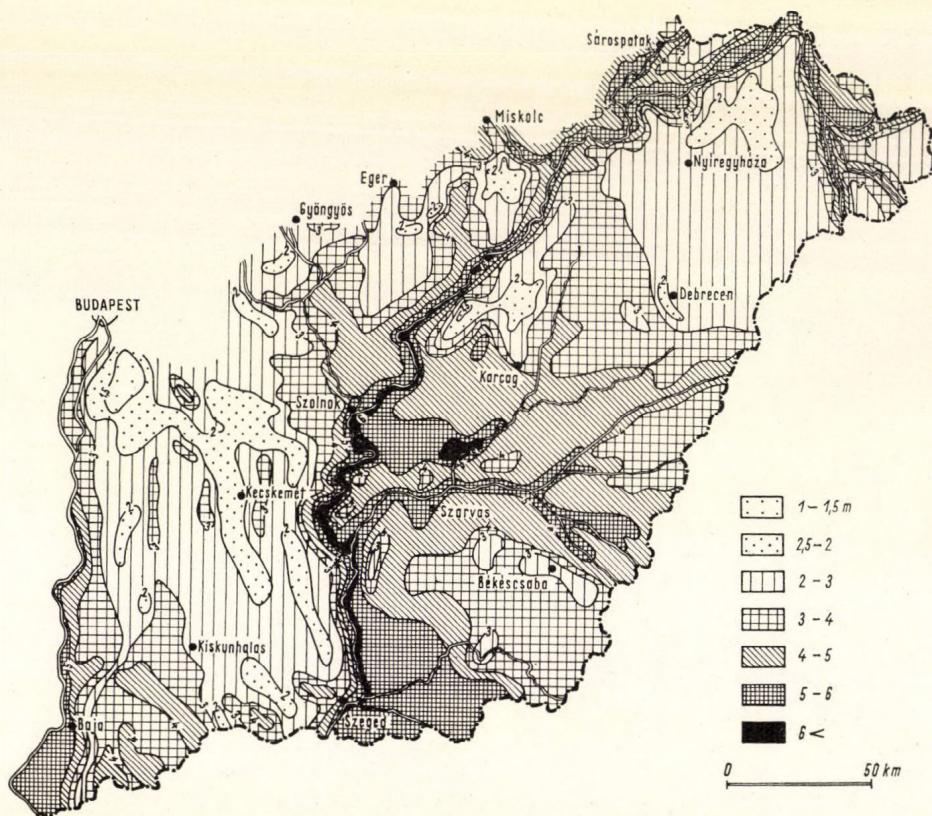 Sárospatak
Miskolc
Nyíregyháza
Eger
Gyöngyös
Debrecen
BUDAPEST
Karcag
Szolnok
Kecskemét
Szarvas
Békéscsaba
Kiskunhalas
Szeged
Baja
1 – 1,5 m
2,5 – 2
2 – 3
3 – 4
4 – 5
5 – 6
6 <
0 50 km